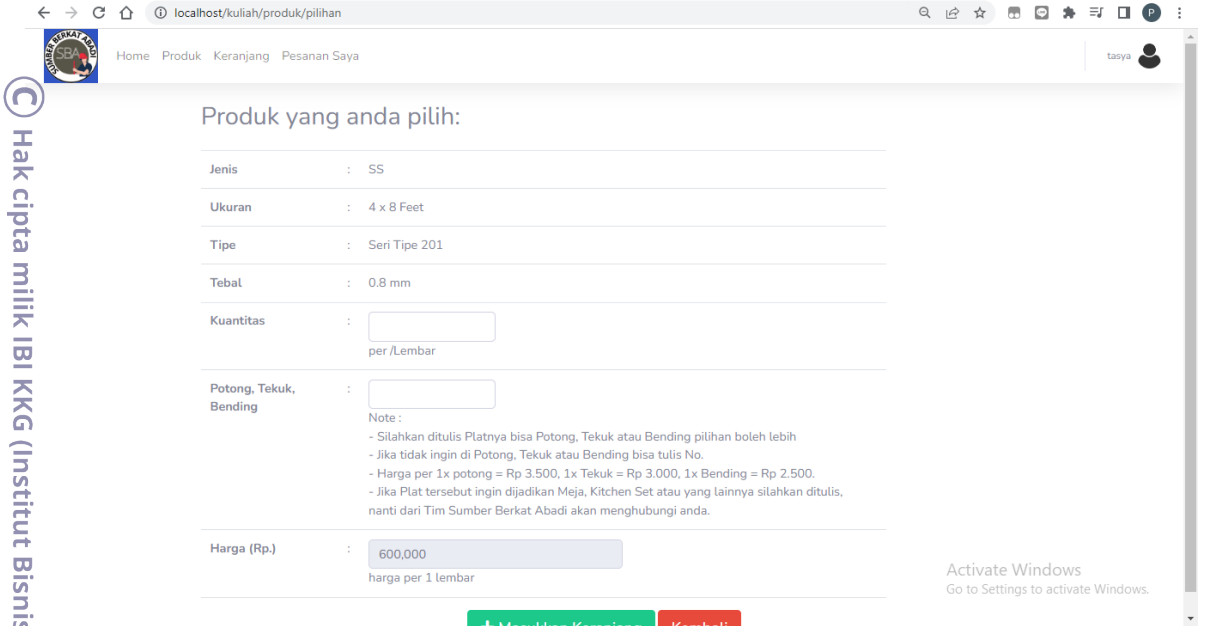 localhost/kuliah/produk/pilihan
SUMBER BERKAT ABADI
SBA
Home Produk Keranjang Pesanan Saya
tasya
© Hak cipta milik IBI KKG (Institut Bisnis
Produk yang anda pilih:
Jenis : SS
Ukuran : 4 x 8 Feet
Tipe : Seri Tipe 201
Tebal : 0.8 mm
Kuantitas :
per /Lembar
Potong, Tekuk, Bending :
Note :
- Silahkan ditulis Platnya bisa Potong, Tekuk atau Bending pilihan boleh lebih
- Jika tidak ingin di Potong, Tekuk atau Bending bisa tulis No.
- Harga per 1x potong = Rp 3.500, 1x Tekuk = Rp 3.000, 1x Bending = Rp 2.500.
- Jika Plat tersebut ingin dijadikan Meja, Kitchen Set atau yang lainnya silahkan ditulis,
nanti dari Tim Sumber Berkat Abadi akan menghubungi anda.
Harga (Rp.) : 600,000
harga per 1 lembar
Masukkan Keranjang Kembali
Activate Windows
Go to Settings to activate Windows.
P